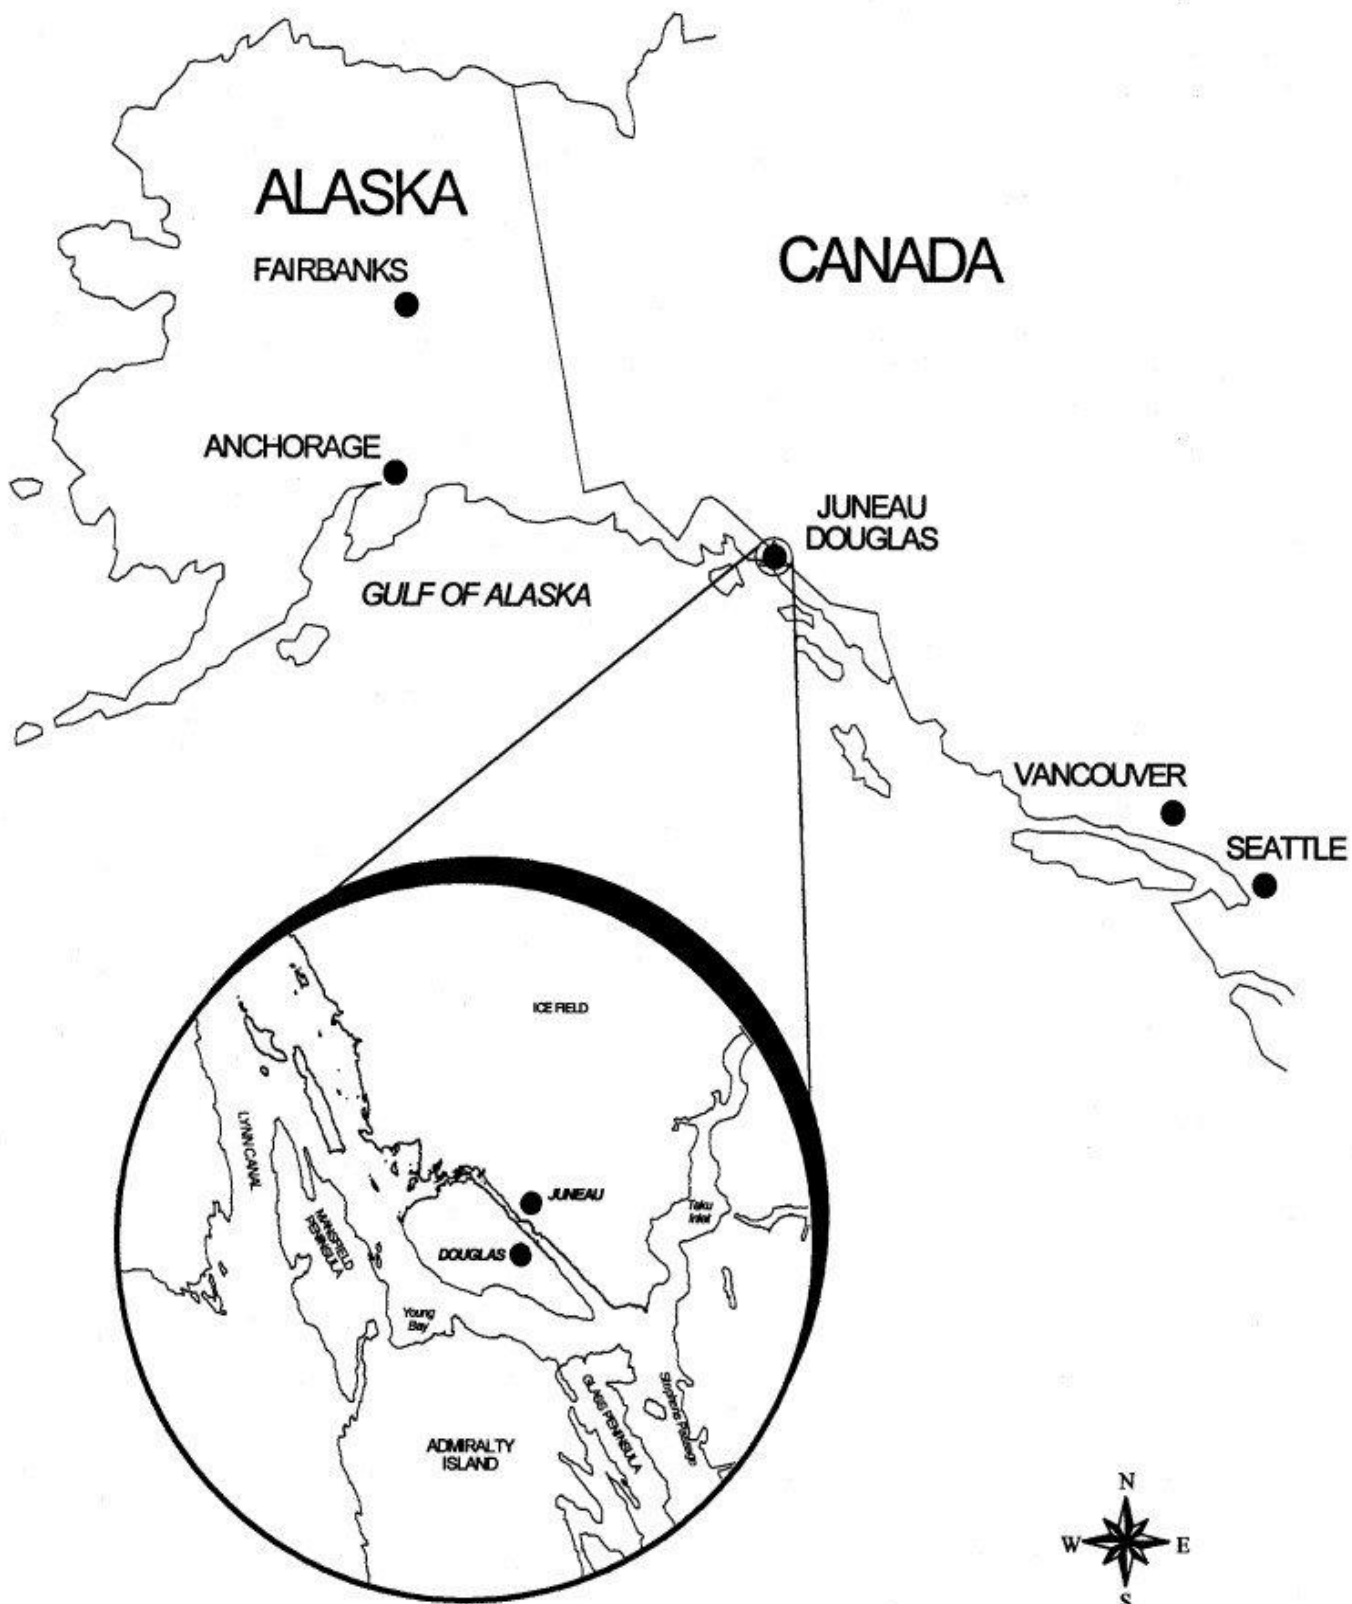 ALASKA
CANADA
FAIRBANKS
ANCHORAGE
JUNEAU
DOUGLAS
GULF OF ALASKA
VANCOUVER
SEATTLE
ICE FIELD
LYNN CANAL
MANSFIELD
PENINSULA
JUNEAU
DOUGLAS
Taku
Inlet
Young
Bay
GLASS PENINSULA
Stephens Passage
ADMIRALTY
ISLAND
N
W
E
S